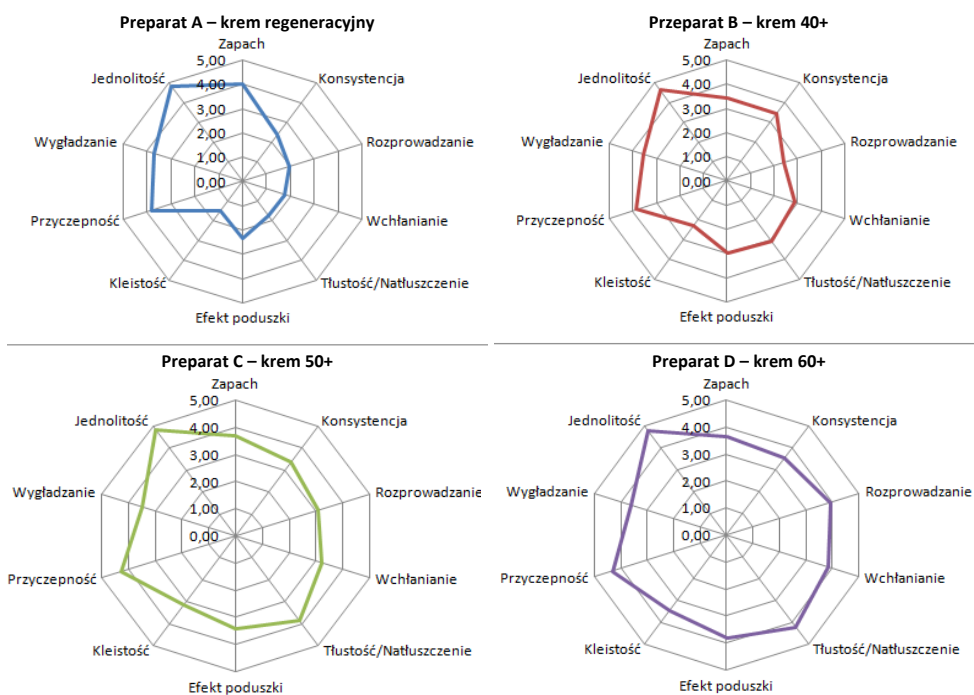 Preparat A – krem regeneracyjny
Zapach
5,00
4,00
3,00
2,00
1,00
0,00
Konsystencja
Rozprowadzanie
Wchłanianie
Tłustość/Natłuszczenie
Efekt poduszki
Kleistość
Przyczepność
Wygładzanie
Jednolitość
Przeparat B – krem 40+
Zapach
5,00
4,00
3,00
2,00
1,00
0,00
Konsystencja
Rozprowadzanie
Wchłanianie
Tłustość/Natłuszczenie
Efekt poduszki
Kleistość
Przyczepność
Wygładzanie
Jednolitość
Preparat C – krem 50+
Zapach
5,00
4,00
3,00
2,00
1,00
0,00
Konsystencja
Rozprowadzanie
Wchłanianie
Tłustość/Natłuszczenie
Efekt poduszki
Kleistość
Przyczepność
Wygładzanie
Jednolitość
Preparat D – krem 60+
Zapach
5,00
4,00
3,00
2,00
1,00
0,00
Konsystencja
Rozprowadzanie
Wchłanianie
Tłustość/Natłuszczenie
Efekt poduszki
Kleistość
Przyczepność
Wygładzanie
Jednolitość